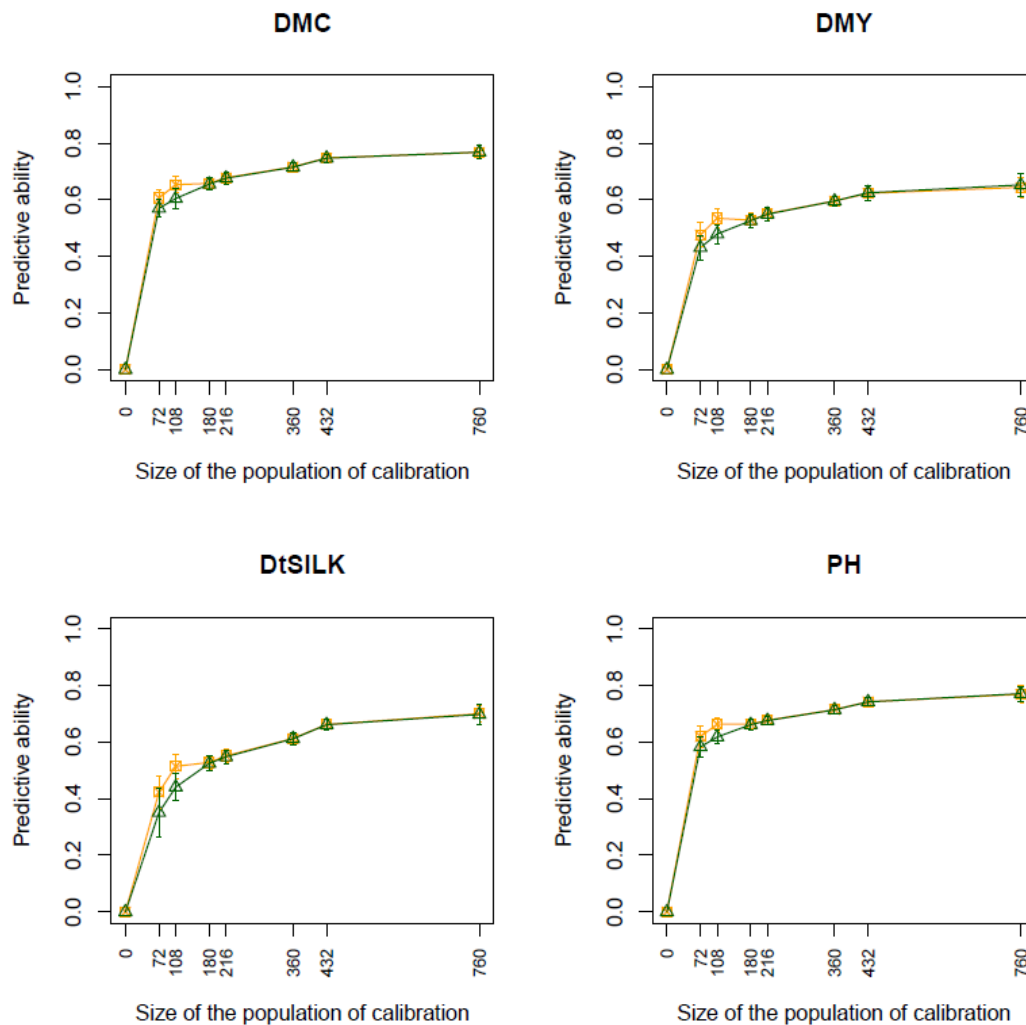 DMC
Predictive ability
0.0 0.2 0.4 0.6 0.8 1.0
0 72 108 180 216 360 432 760
Size of the population of calibration
DMY
Predictive ability
0.0 0.2 0.4 0.6 0.8 1.0
0 72 108 180 216 360 432 760
Size of the population of calibration
DtSILK
Predictive ability
0.0 0.2 0.4 0.6 0.8 1.0
0 72 108 180 216 360 432 760
Size of the population of calibration
PH
Predictive ability
0.0 0.2 0.4 0.6 0.8 1.0
0 72 108 180 216 360 432 760
Size of the population of calibration